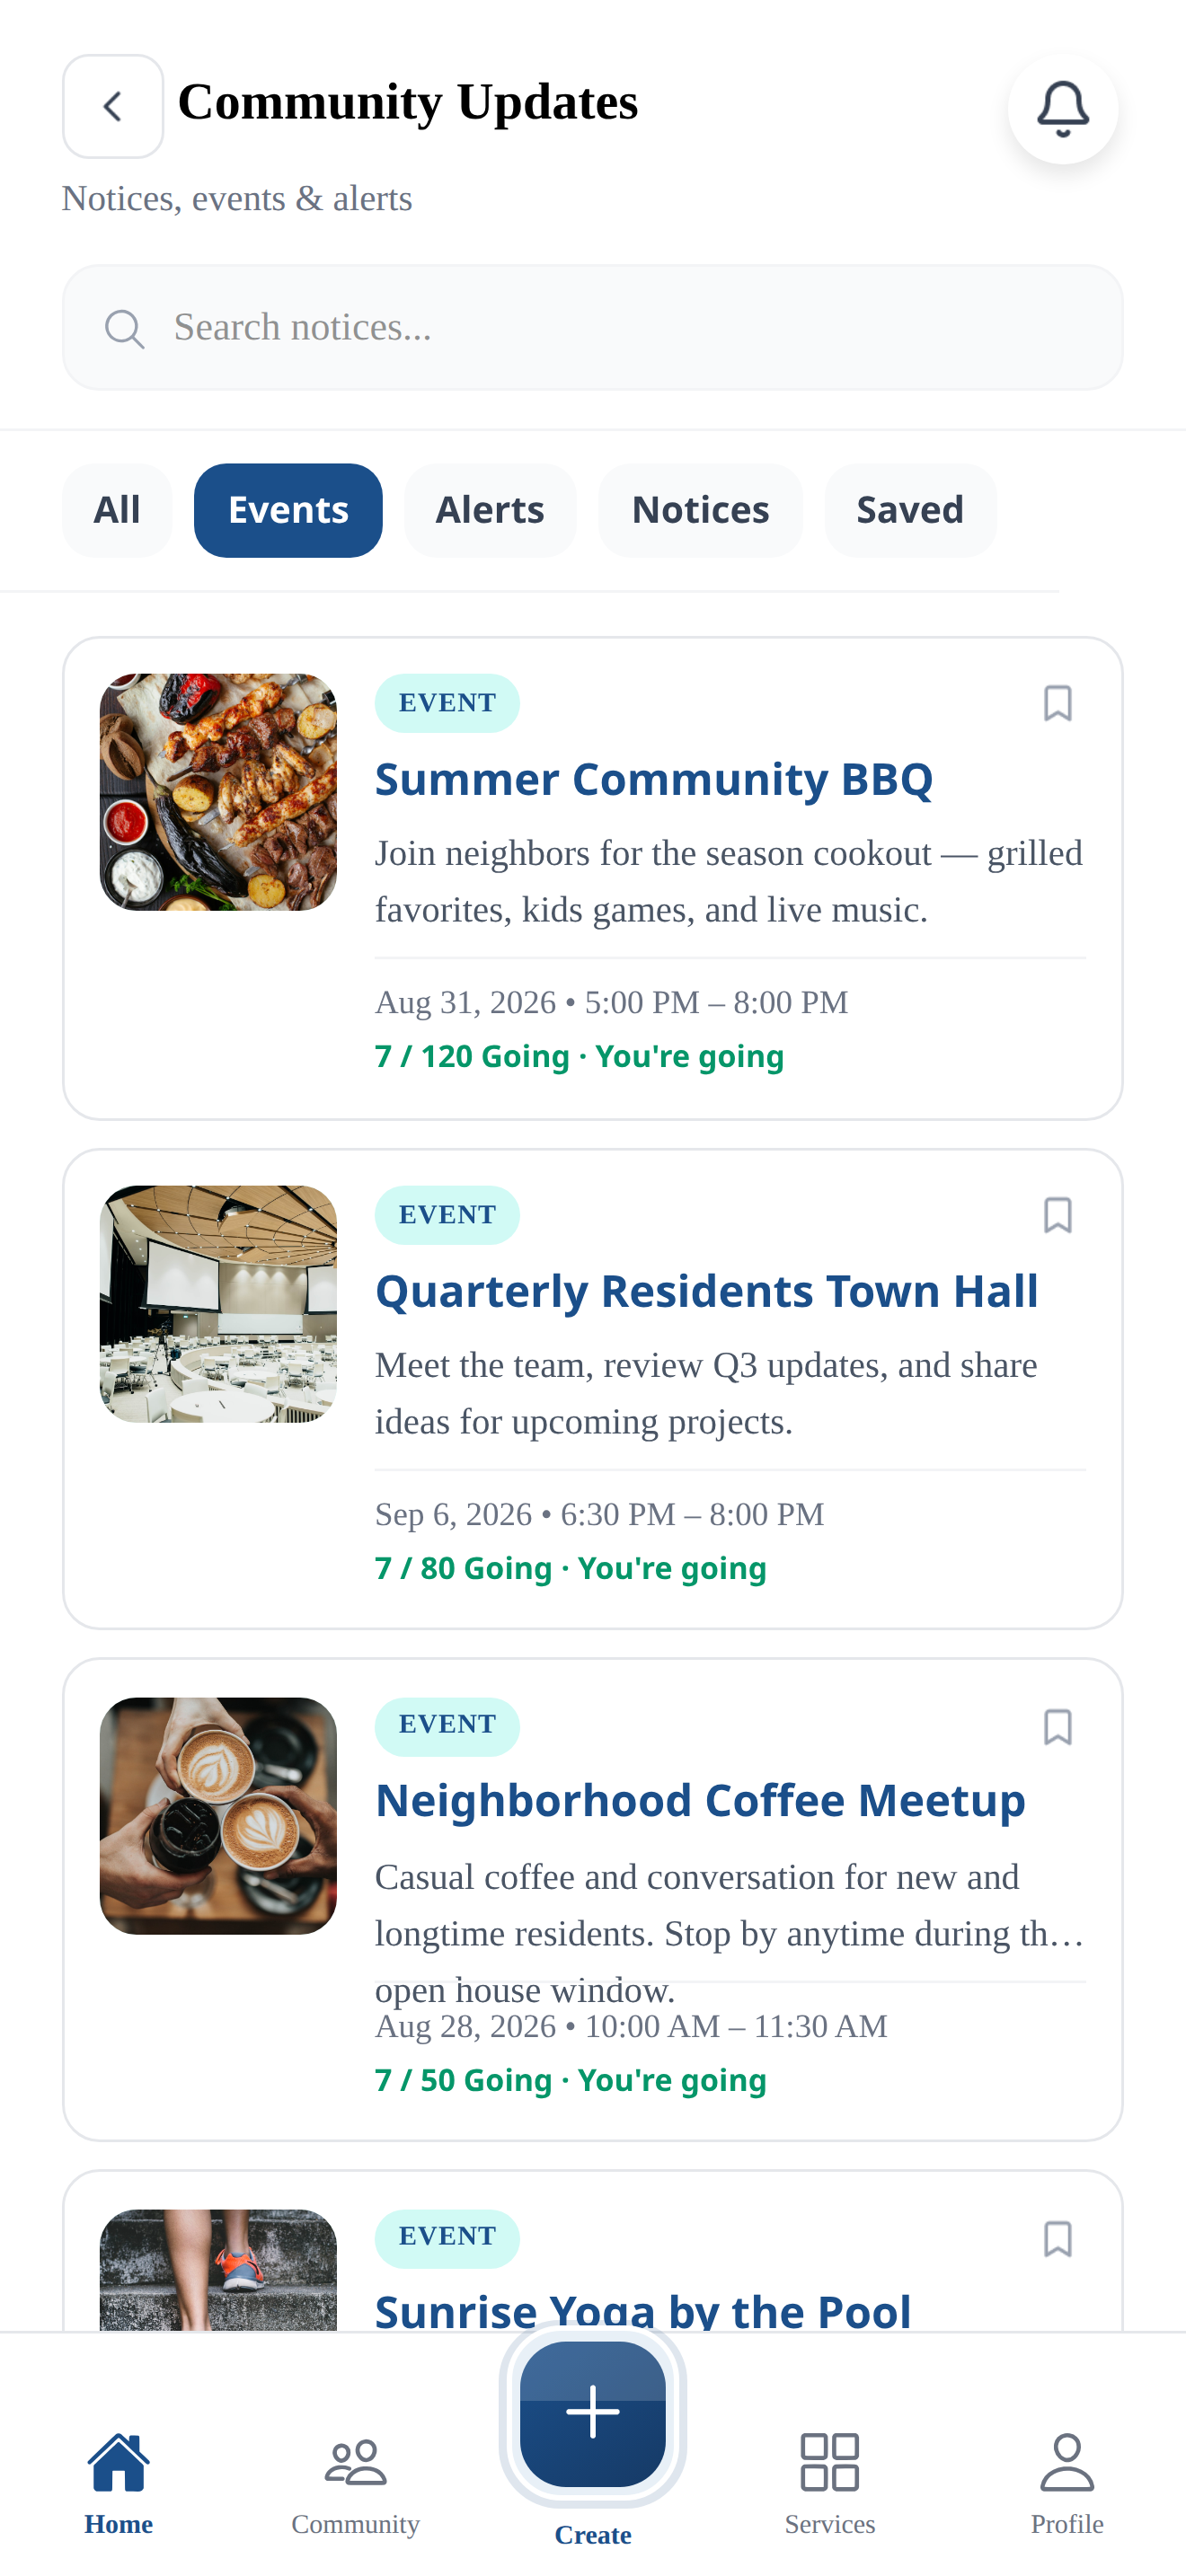 Community Updates
Notices, events & alerts
Search notices...
All
Events
Alerts
Notices
Saved
EVENT
Summer Community BBQ
Join neighbors for the season cookout — grilled
favorites, kids games, and live music.
Aug 31, 2026 • 5:00 PM – 8:00 PM
7 / 120 Going · You're going
EVENT
Quarterly Residents Town Hall
Meet the team, review Q3 updates, and share
ideas for upcoming projects.
Sep 6, 2026 • 6:30 PM – 8:00 PM
7 / 80 Going · You're going
EVENT
Neighborhood Coffee Meetup
Casual coffee and conversation for new and
longtime residents. Stop by anytime during th…
open house window.
Aug 28, 2026 • 10:00 AM – 11:30 AM
7 / 50 Going · You're going
EVENT
Sunrise Yoga by the Pool
Home
Community
Create
Services
Profile